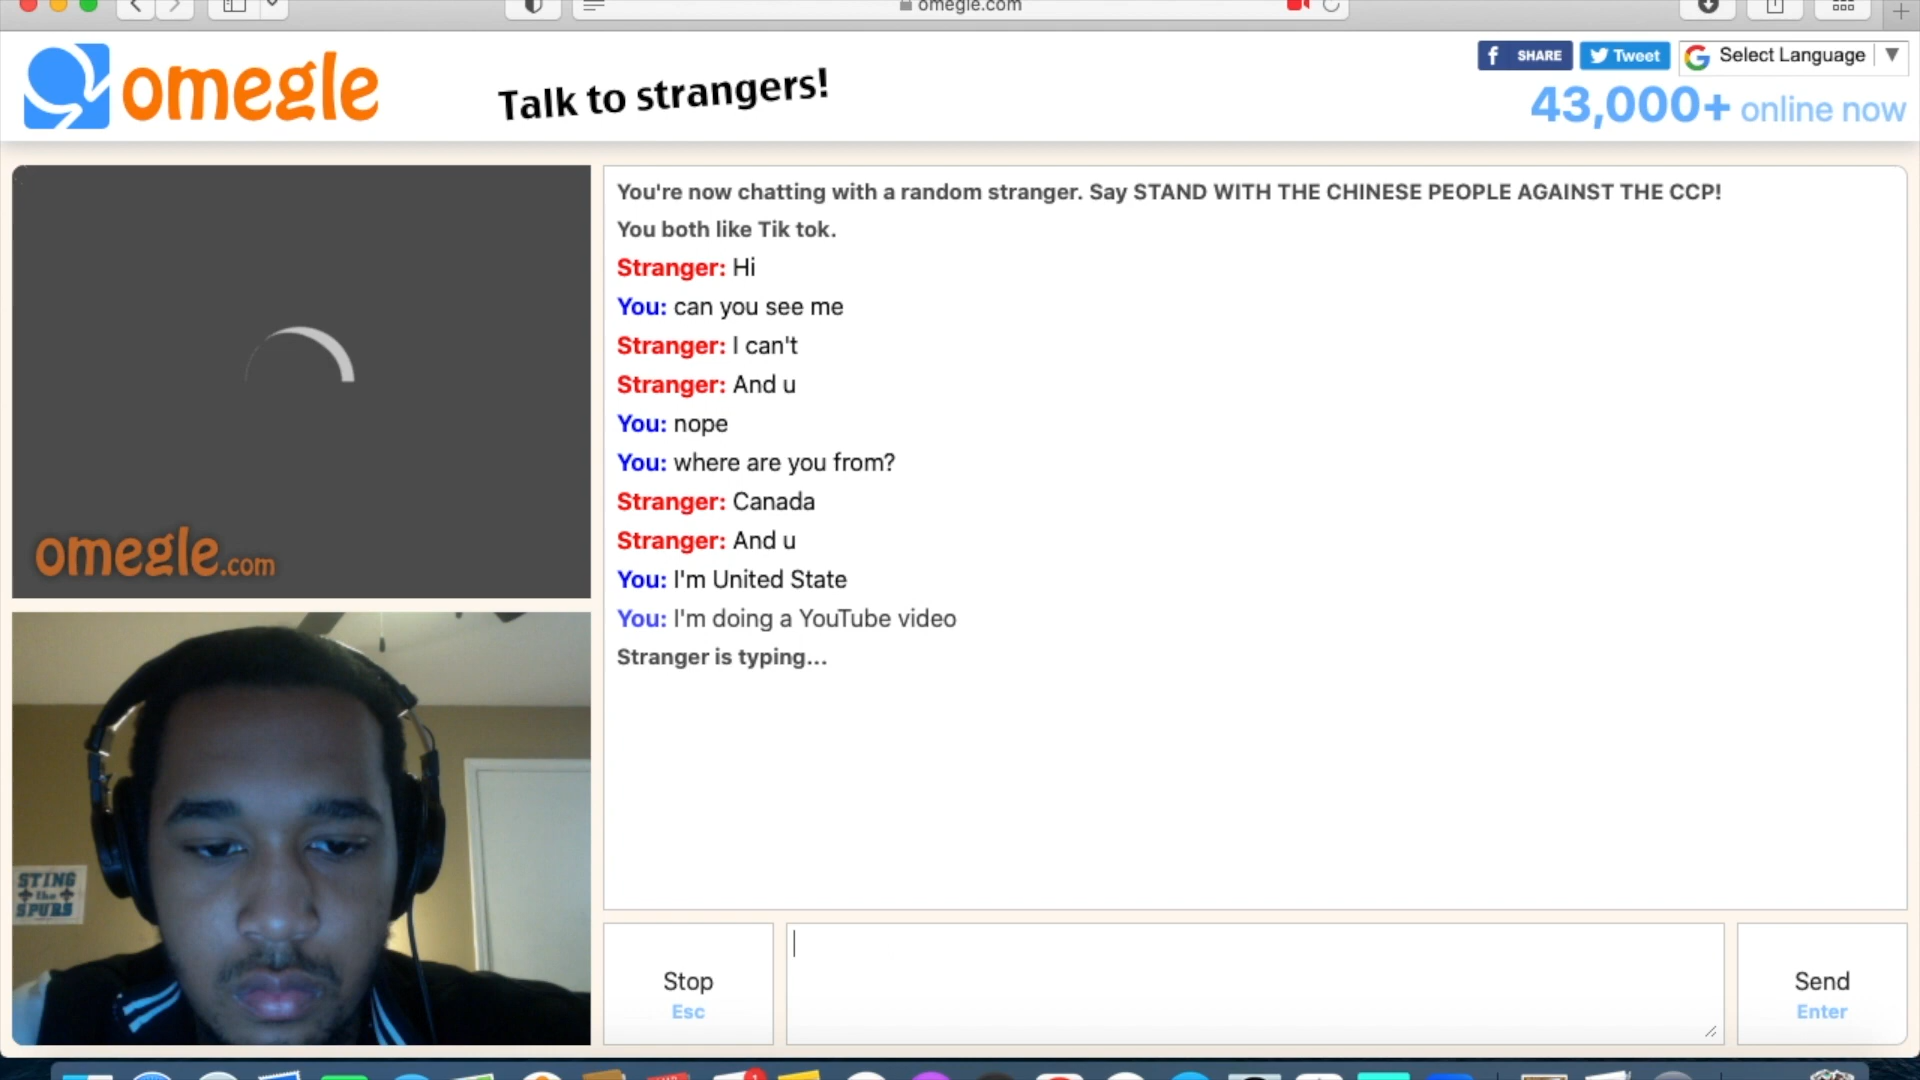 omegle.com
omegle
Talk to strangers!
f SHARE
Tweet
G Select Language ▼
43,000+ online now
You're now chatting with a random stranger. Say STAND WITH THE CHINESE PEOPLE AGAINST THE CCP!
You both like Tik tok.
Stranger: Hi
You: can you see me
Stranger: I can't
Stranger: And u
You: nope
You: where are you from?
Stranger: Canada
Stranger: And u
You: I'm United State
You: I'm doing a YouTube video
Stranger is typing...
omegle.com
STING
the
SPURS
Stop
Esc
Send
Enter